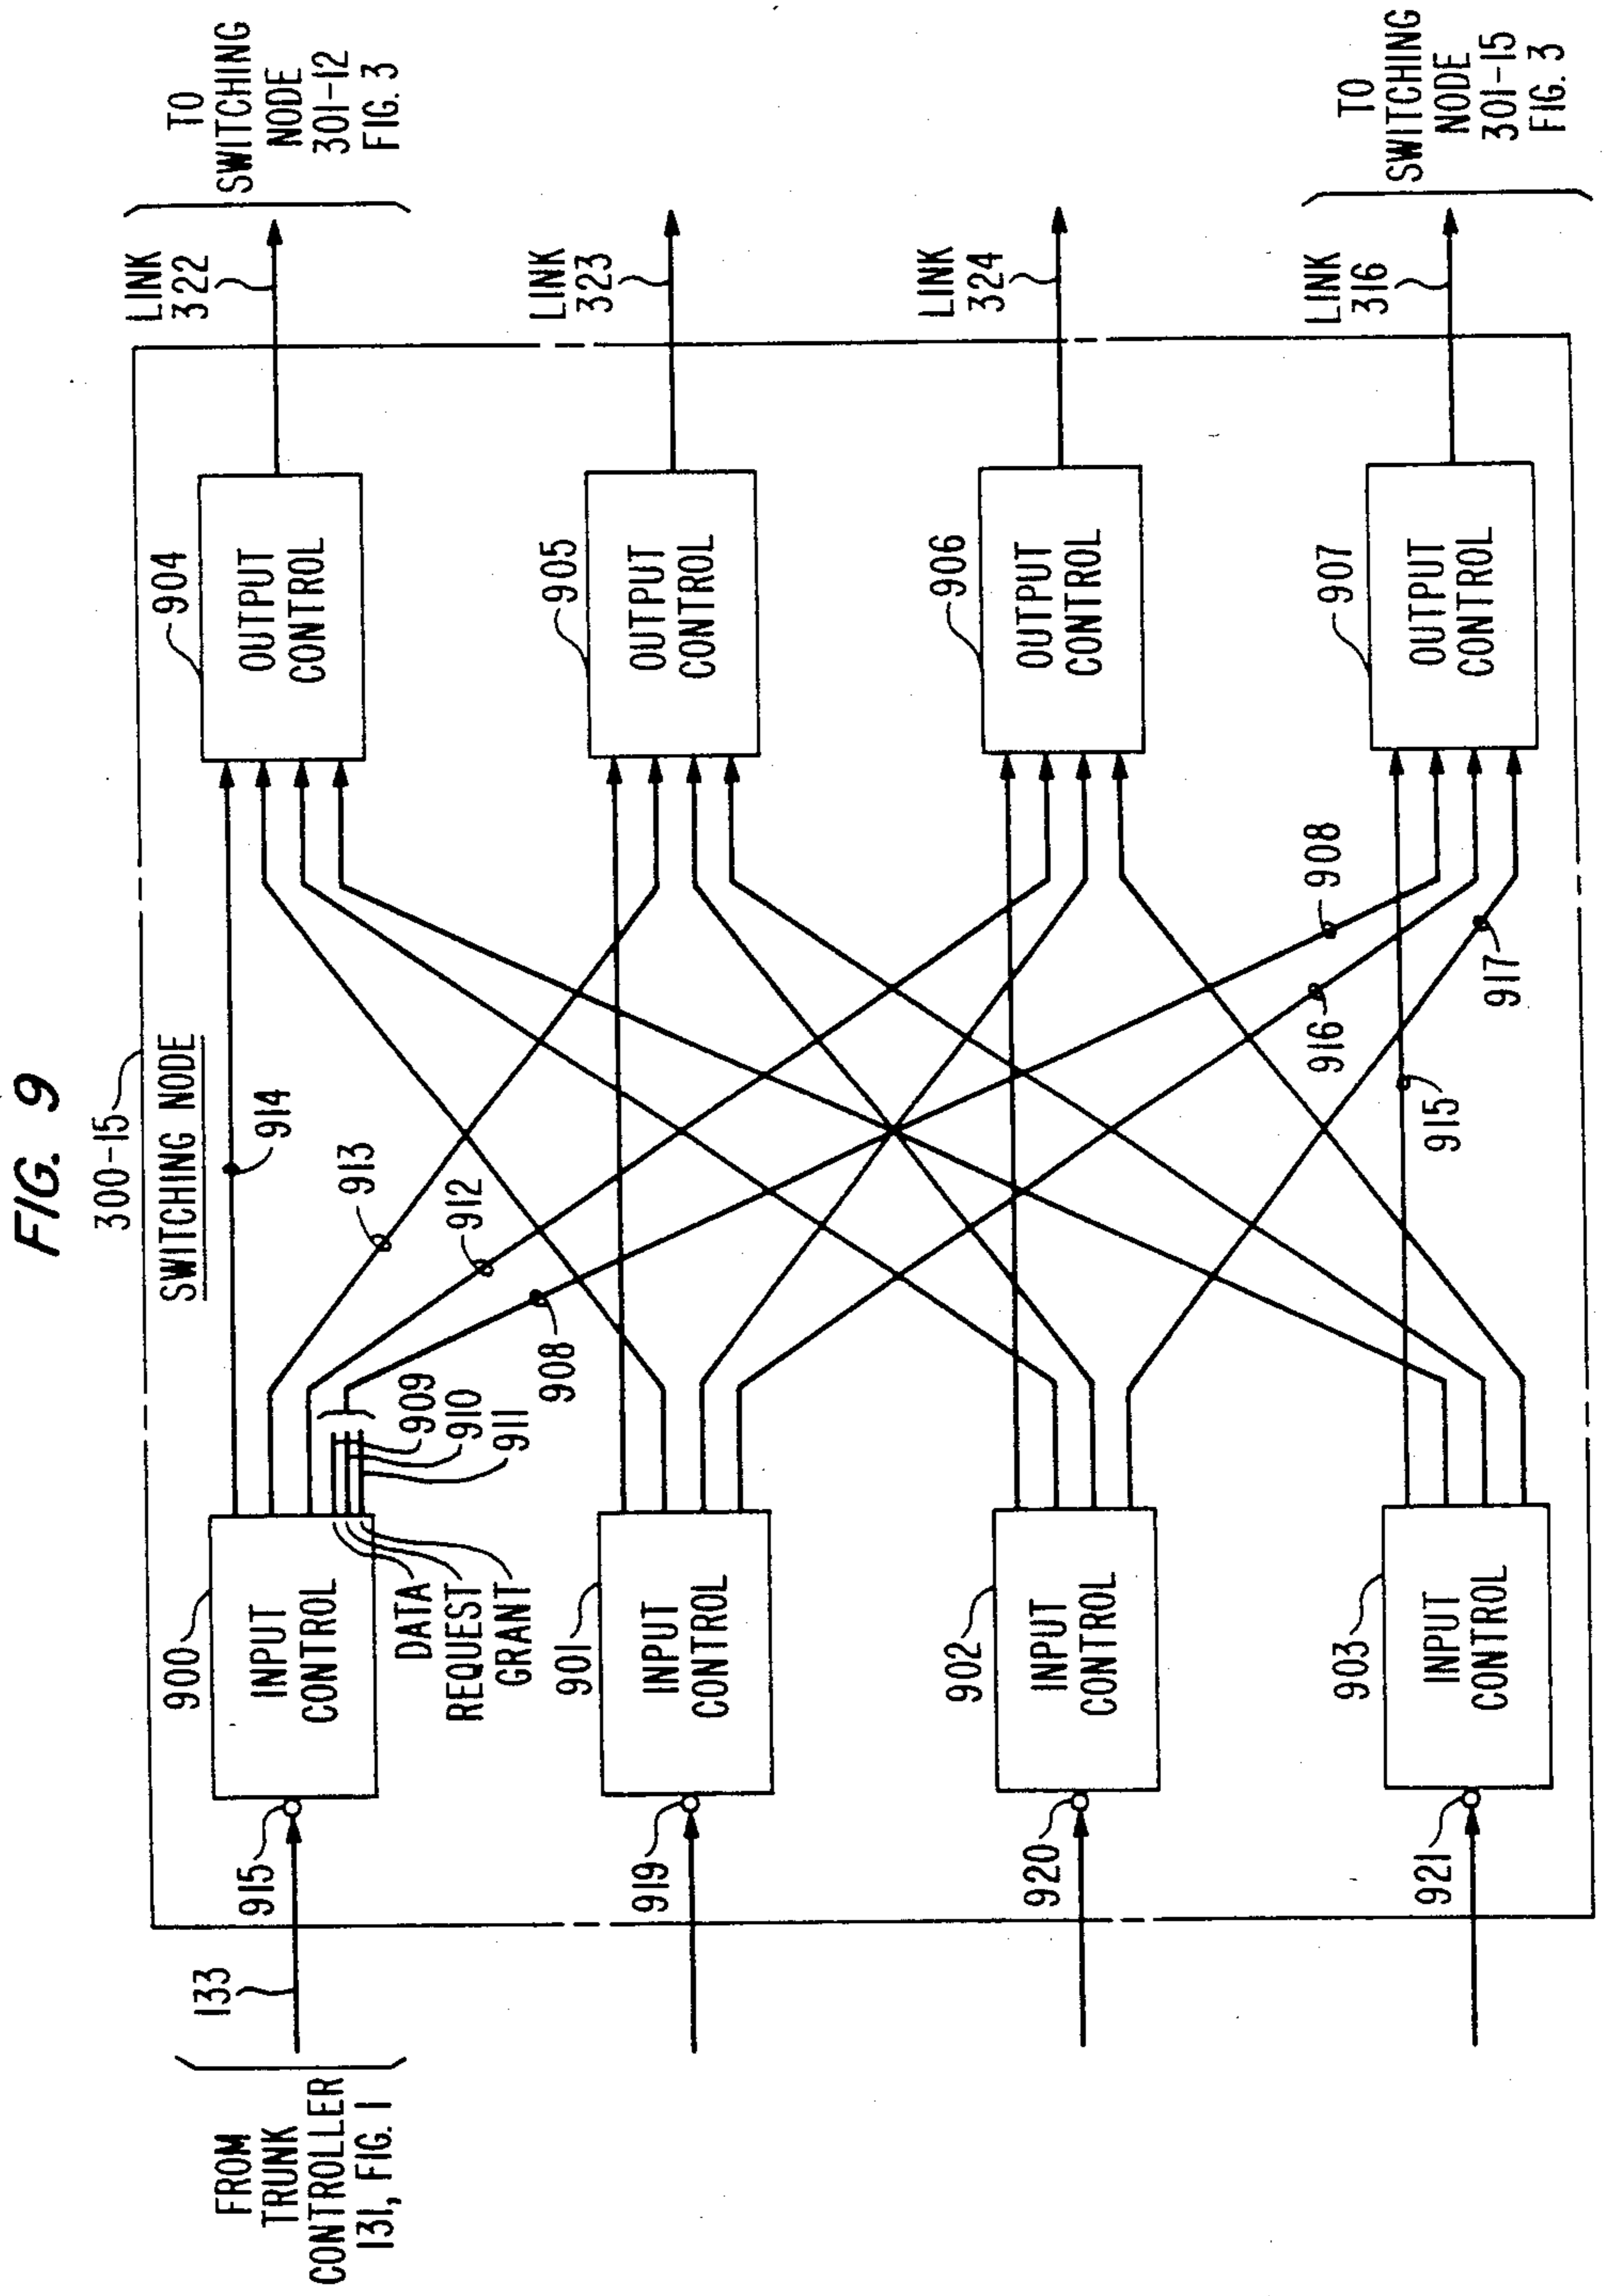 FIG. 9
300-15
SWITCHING NODE
FROM
TRUNK
CONTROLLER
131, FIG. 1
133
915
900
INPUT
CONTROL
DATA
REQUEST
GRANT
909
910
911
908
912
913
914
904
OUTPUT
CONTROL
LINK
322
TO
SWITCHING
NODE
301-12
FIG. 3
919
901
INPUT
CONTROL
905
OUTPUT
CONTROL
LINK
323
920
902
INPUT
CONTROL
906
OUTPUT
CONTROL
LINK
324
921
903
INPUT
CONTROL
915
916
908
917
907
OUTPUT
CONTROL
LINK
316
TO
SWITCHING
NODE
301-15
FIG. 3